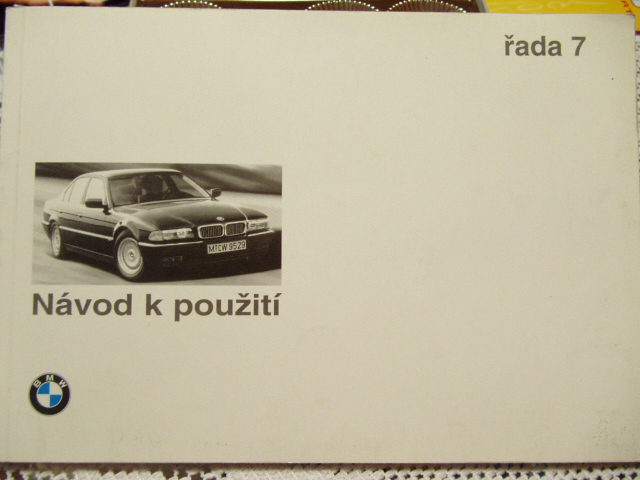 řada 7
M CW 9529
Návod k použití
BMW